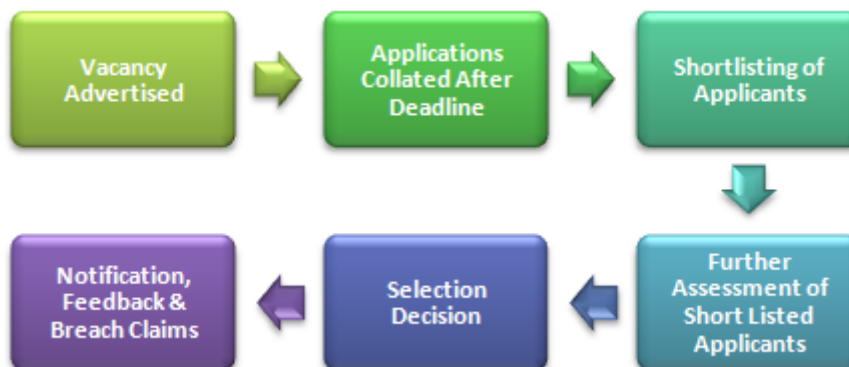 Vacancy
Advertised
Applications
Collated After
Deadline
Shortlisting of
Applicants
Further
Assessment of
Short Listed
Applicants
Selection
Decision
Notification,
Feedback &
Breach Claims